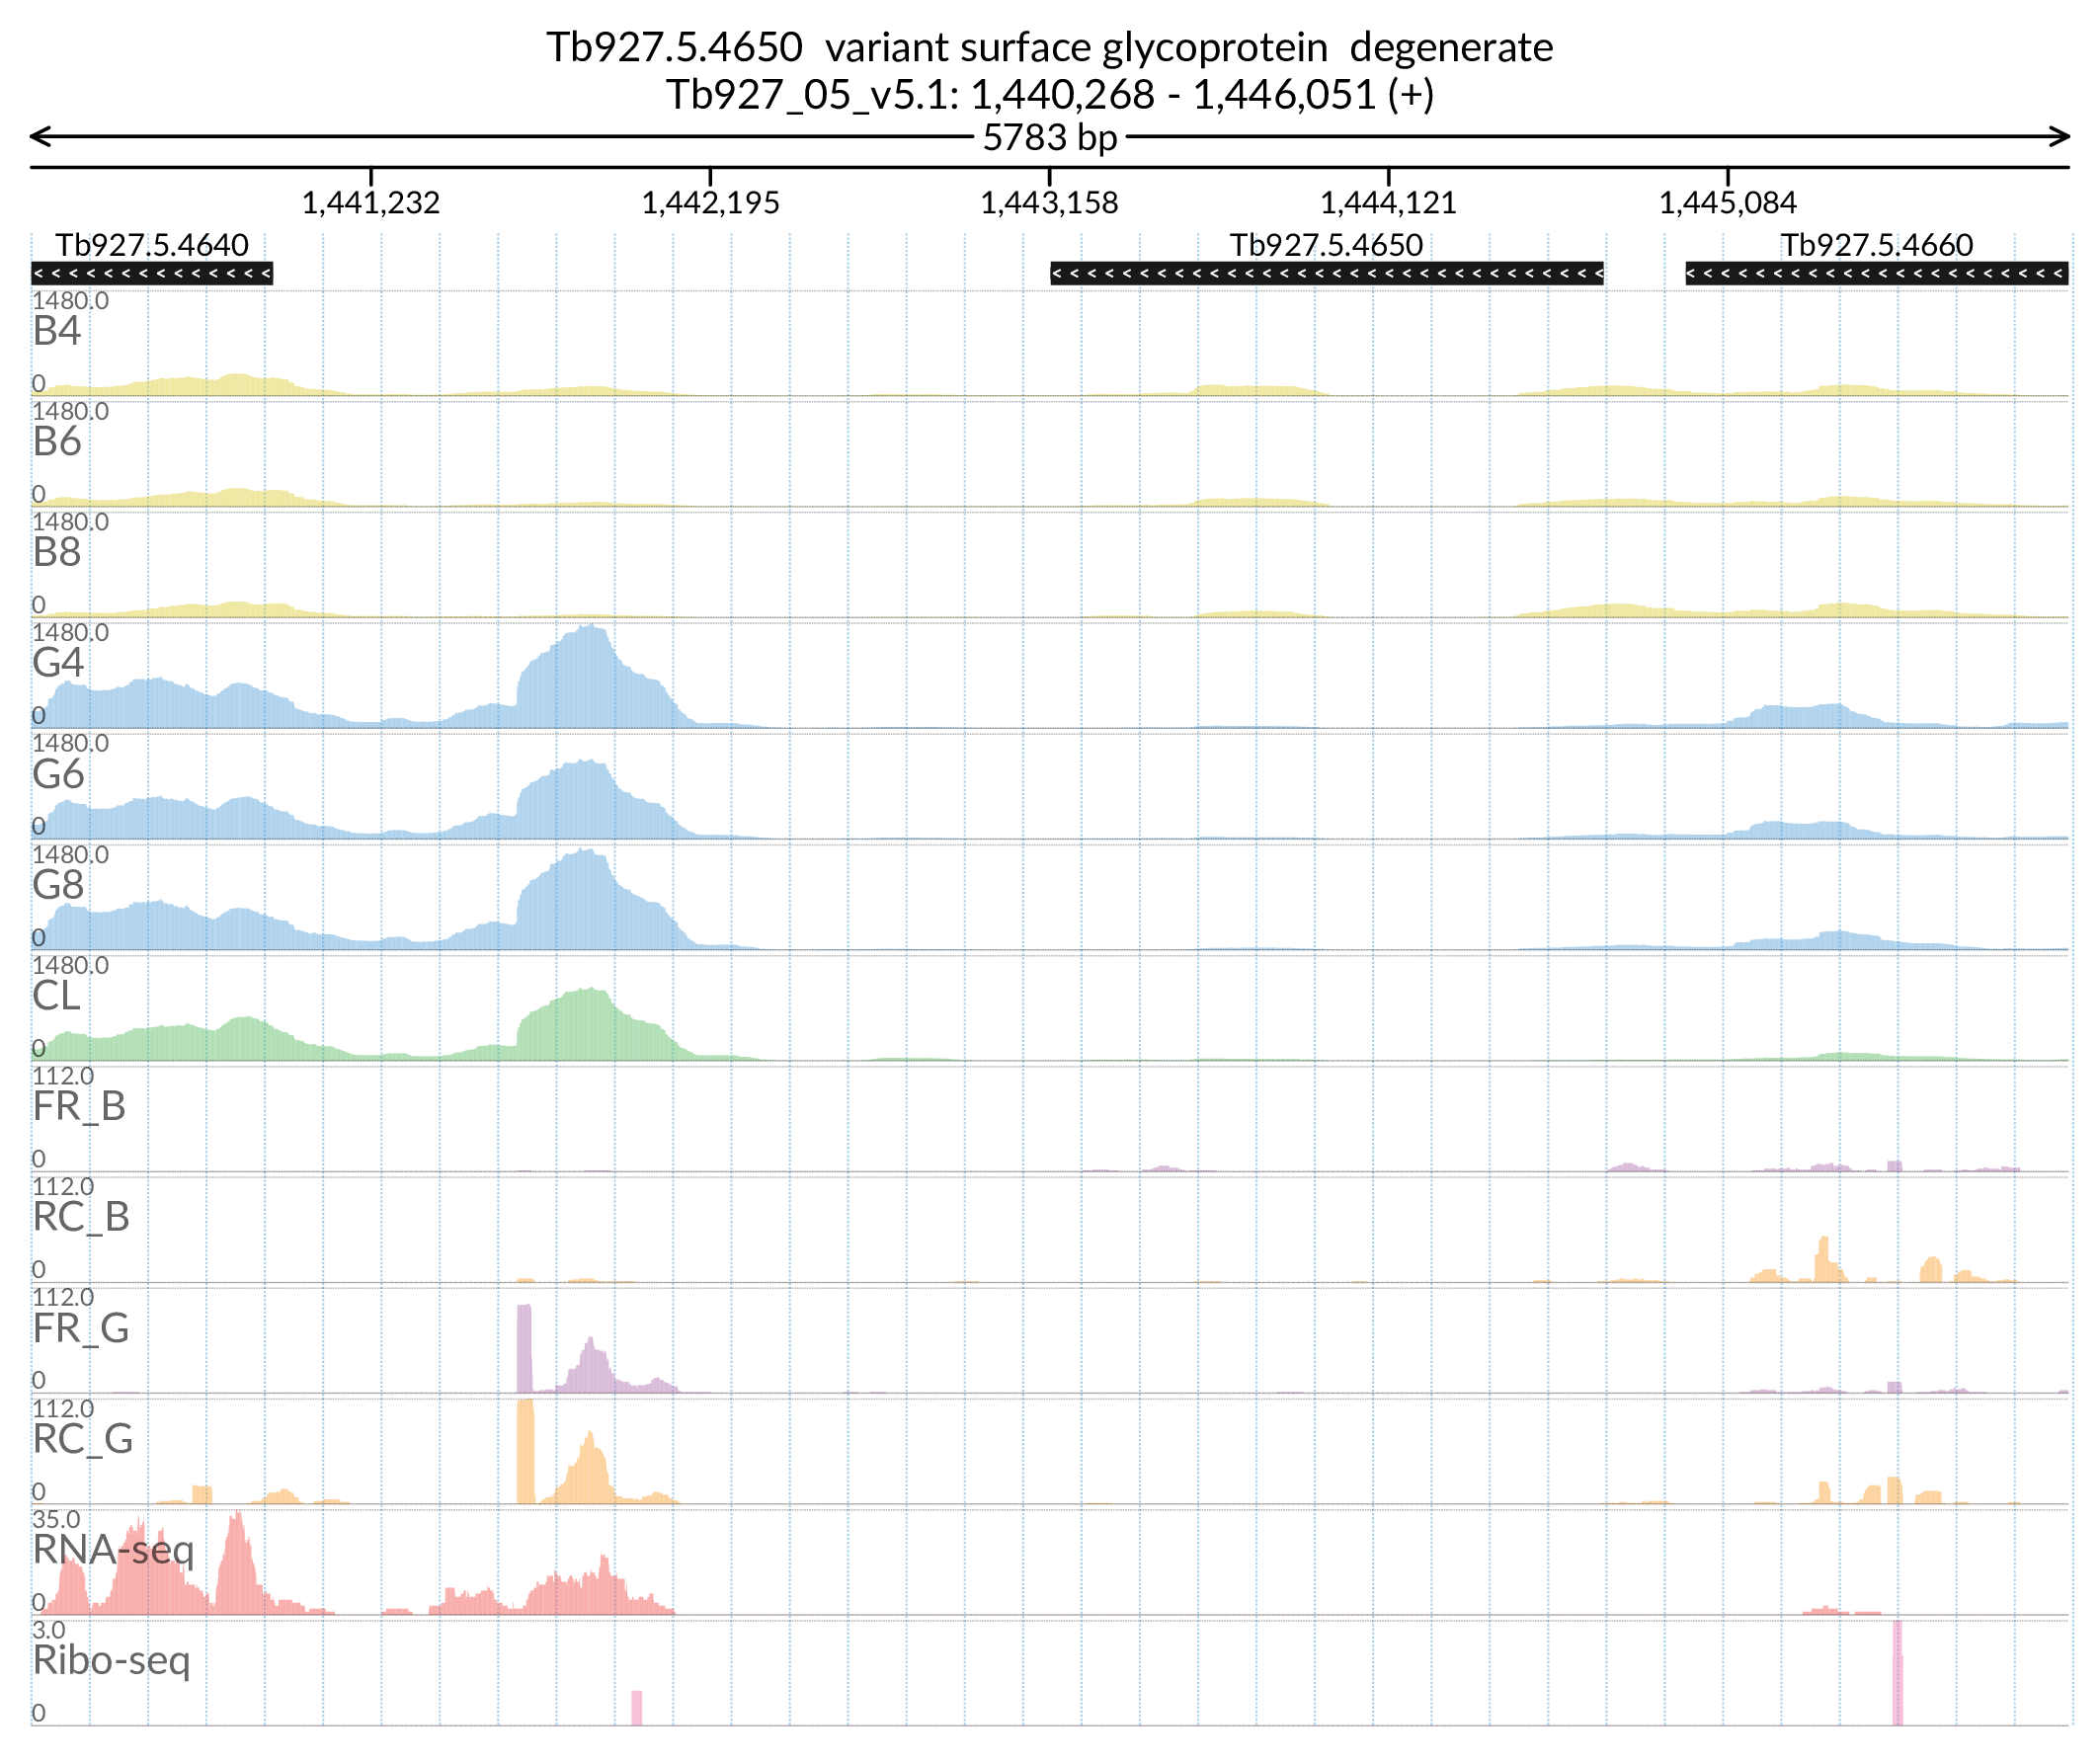 Tb927.5.4650 variant surface glycoprotein degenerate
Tb927_05_v5.1: 1,440,268 - 1,446,051 (+)
5783 bp
1,441,232 1,442,195 1,443,158 1,444,121 1,445,084
Tb927.5.4640 Tb927.5.4650 Tb927.5.4660
1480.0
B4
0
1480.0
B6
0
1480.0
B8
0
1480.0
G4
0
1480.0
G6
0
1480.0
G8
0
1480.0
CL
0
112.0
FR_B
0
112.0
RC_B
0
112.0
FR_G
0
112.0
RC_G
0
35.0
RNA-seq
0
3.0
Ribo-seq
0